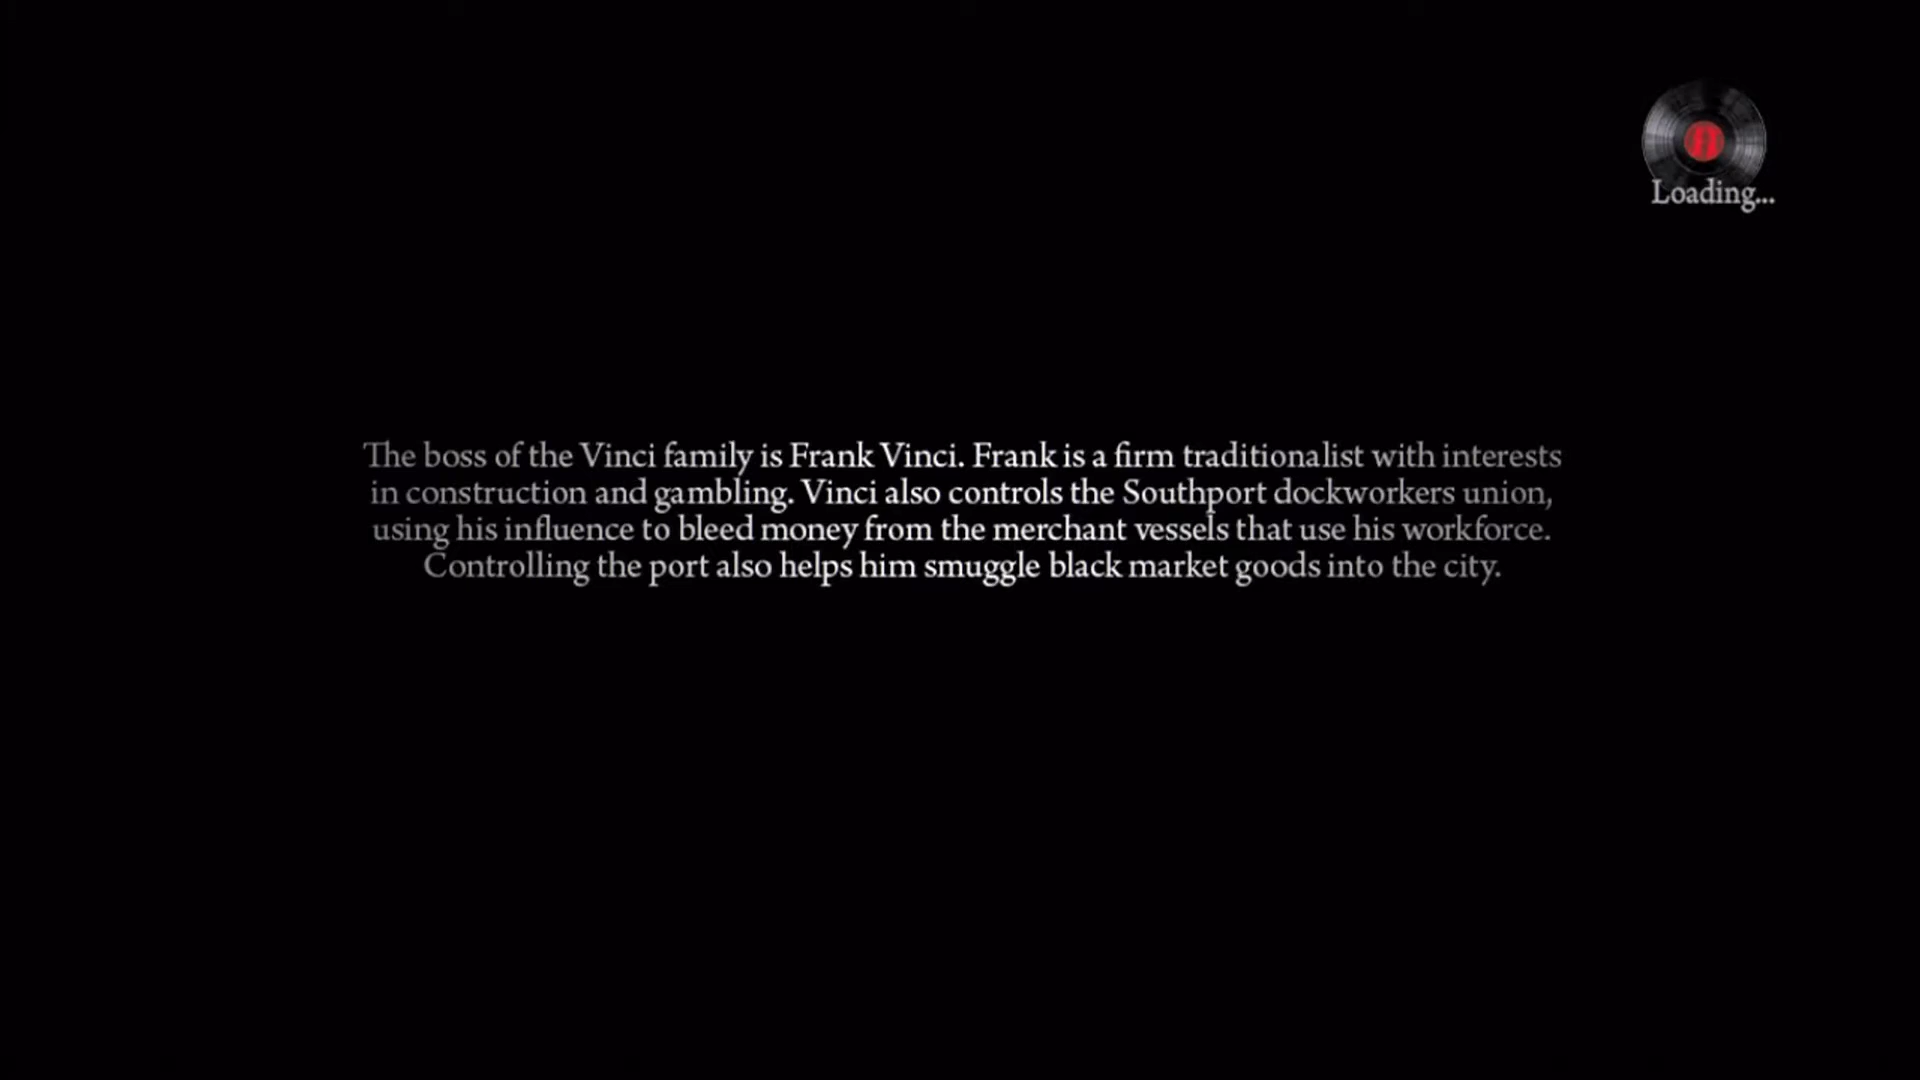 Loading...
The boss of the Vinci family is Frank Vinci. Frank is a firm traditionalist with interests
in construction and gambling. Vinci also controls the Southport dockworkers union,
using his influence to bleed money from the merchant vessels that use his workforce.
Controlling the port also helps him smuggle black market goods into the city.